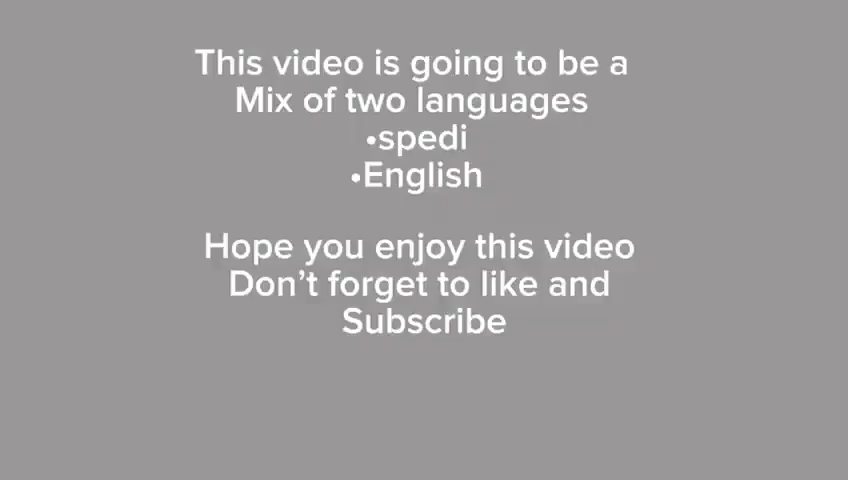 This video is going to be a
Mix of two languages
•spedi
•English
Hope you enjoy this video
Don’t forget to like and
Subscribe